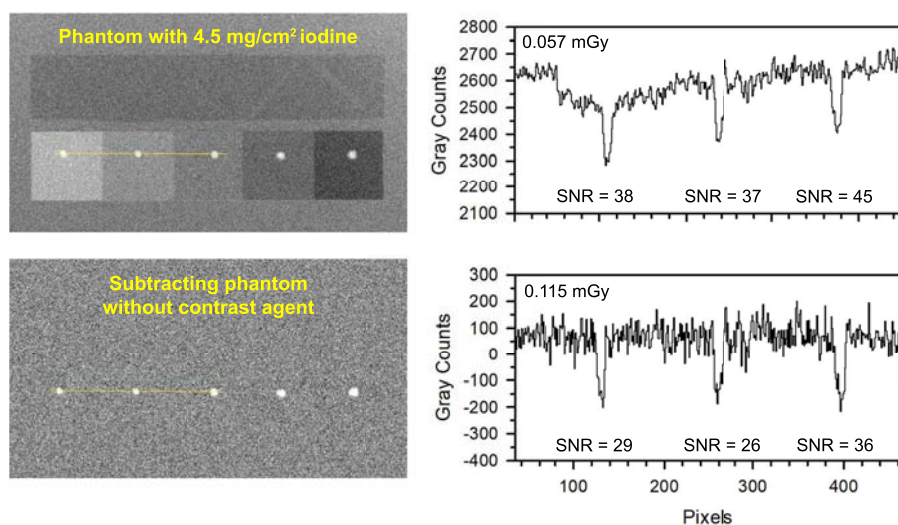 Phantom with 4.5 mg/cm² iodine
Subtracting phantom
without contrast agent
0.057 mGy
Gray Counts
2800
2700
2600
2500
2400
2300
2200
2100
SNR = 38
SNR = 37
SNR = 45
0.115 mGy
Gray Counts
300
200
100
0
-100
-200
-300
-400
SNR = 29
SNR = 26
SNR = 36
100
200
300
400
Pixels